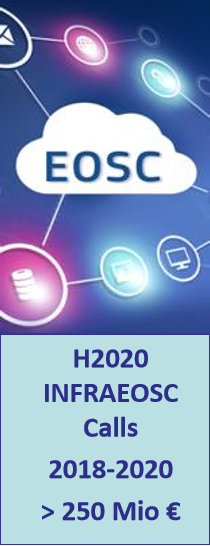 EOSC
H2020
INFRAEOSC
Calls
2018-2020
> 250 Mio €